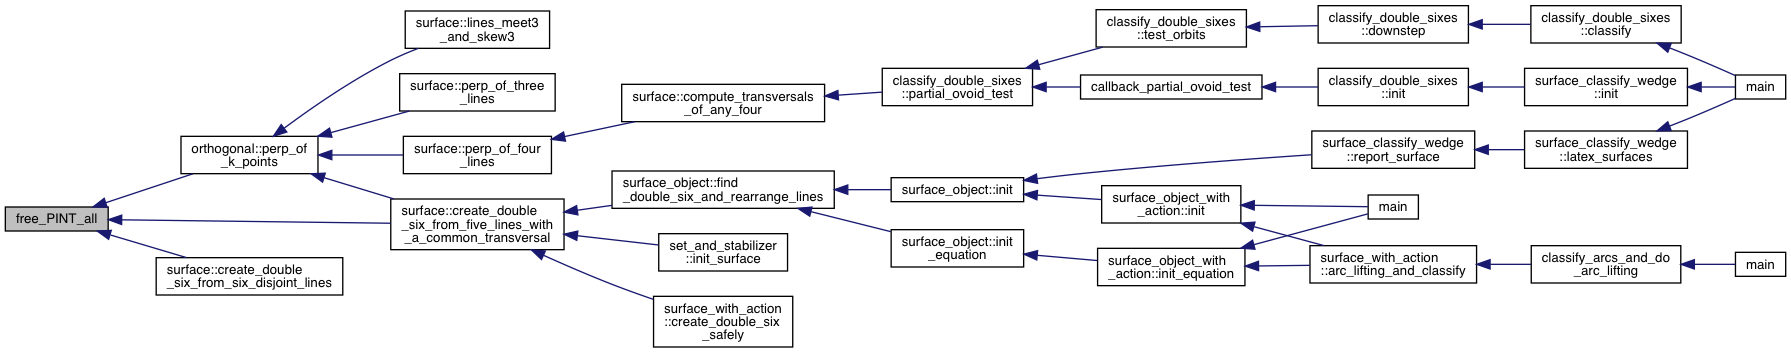 free_PINT_all
orthogonal::perp_of
_k_points
surface::create_double
_six_from_six_disjoint_lines
surface::lines_meet3
_and_skew3
surface::perp_of_three
_lines
surface::perp_of_four
_lines
surface::create_double
_six_from_five_lines_with
_a_common_transversal
surface::compute_transversals
_of_any_four
surface_object::find
_double_six_and_rearrange_lines
set_and_stabilizer
::init_surface
surface_with_action
::create_double_six
_safely
classify_double_sixes
::partial_ovoid_test
surface_object::init
surface_object::init
_equation
classify_double_sixes
::test_orbits
callback_partial_ovoid_test
surface_object_with
_action::init
surface_object_with
_action::init_equation
classify_double_sixes
::downstep
classify_double_sixes
::init
surface_classify_wedge
::report_surface
main
surface_with_action
::arc_lifting_and_classify
classify_double_sixes
::classify
surface_classify_wedge
::init
surface_classify_wedge
::latex_surfaces
classify_arcs_and_do
_arc_lifting
main
main